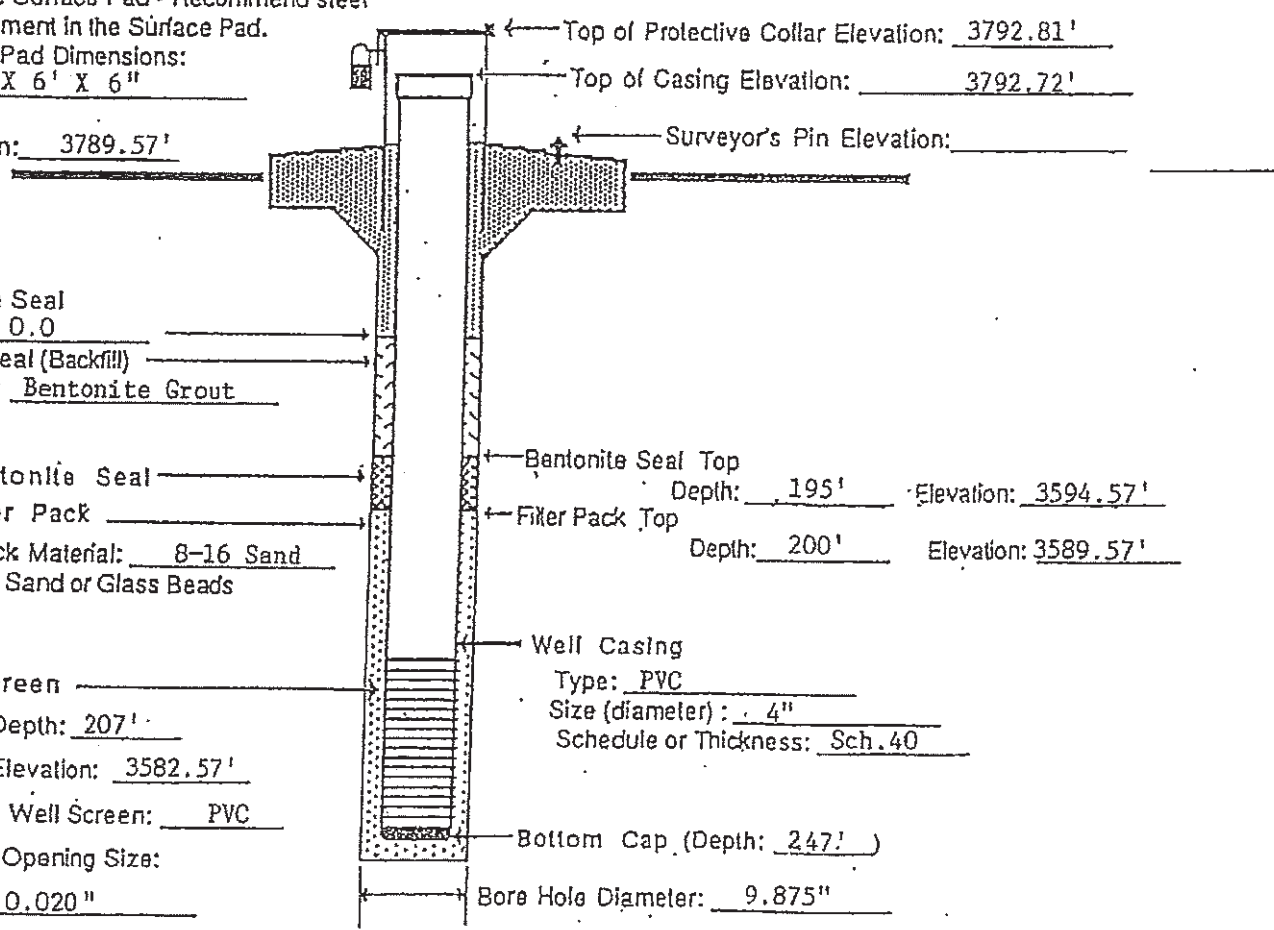 Surface Pad - Recommend steel
ment in the Surface Pad.
Pad Dimensions:
X 6' X 6"
n: 3789.57'
Top of Protective Collar Elevation: 3792.81'
Top of Casing Elevation: 3792.72'
Surveyor's Pin Elevation:
e Seal
0.0
eal (Backfill)
Bentonite Grout
tonite Seal
er Pack
ck Material: 8-16 Sand
Sand or Glass Beads
Bentonite Seal Top
Depth: 195' Elevation: 3594.57'
Filter Pack Top
Depth: 200' Elevation: 3589.57'
reen
Depth: 207'
Elevation: 3582.57'
Well Screen: PVC
Opening Size:
0.020"
Well Casing
Type: PVC
Size (diameter) : 4"
Schedule or Thickness: Sch.40
Bottom Cap (Depth: 247' )
Bore Hole Diameter: 9.875"